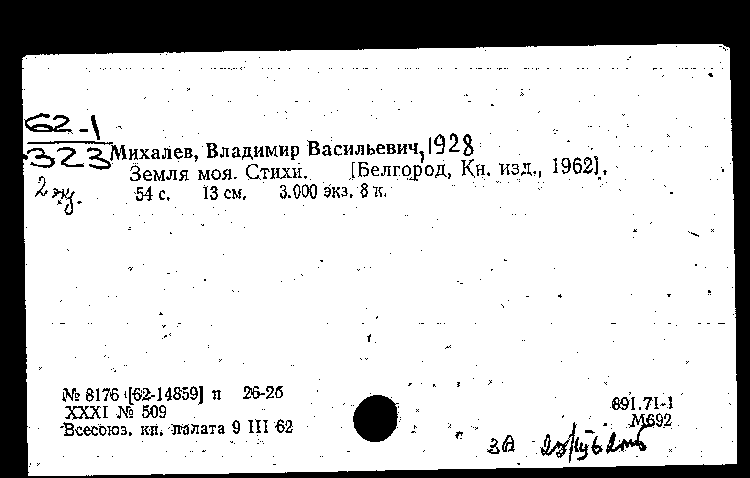 62-1
323 Михалев, Владимир Васильевич, 1928
Земля моя. Стихи. [Белгород, Кн. изд., 1962].
2 эк. 54 с. 13 см. 3.000 экз. 8 к.
№ 8176 [62-14859] п 26-26
XXXI № 509
Всесоюз. кн. палата 9 III 62
891.71-1
М692